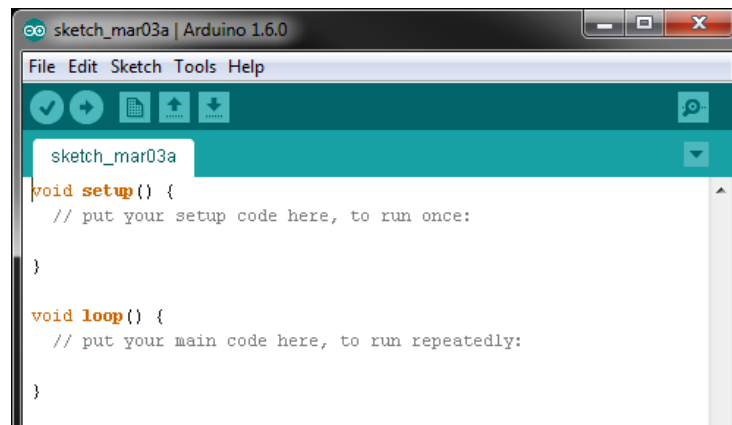 sketch_mar03a | Arduino 1.6.0
File Edit Sketch Tools Help
sketch_mar03a
void setup() {
  // put your setup code here, to run once:
}
void loop() {
  // put your main code here, to run repeatedly:
}